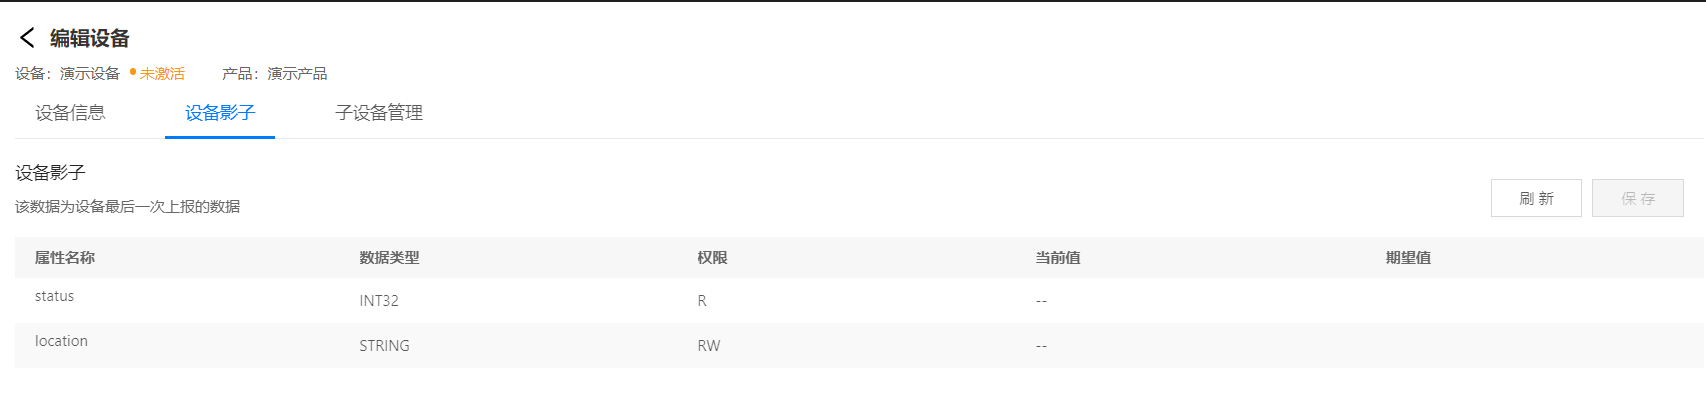 编辑设备
设备：演示设备 未激活 产品：演示产品
设备信息 设备影子 子设备管理
设备影子
该数据为设备最后一次上报的数据
刷 新 保 存
属性名称 数据类型 权限 当前值 期望值
status INT32 R --
location STRING RW --